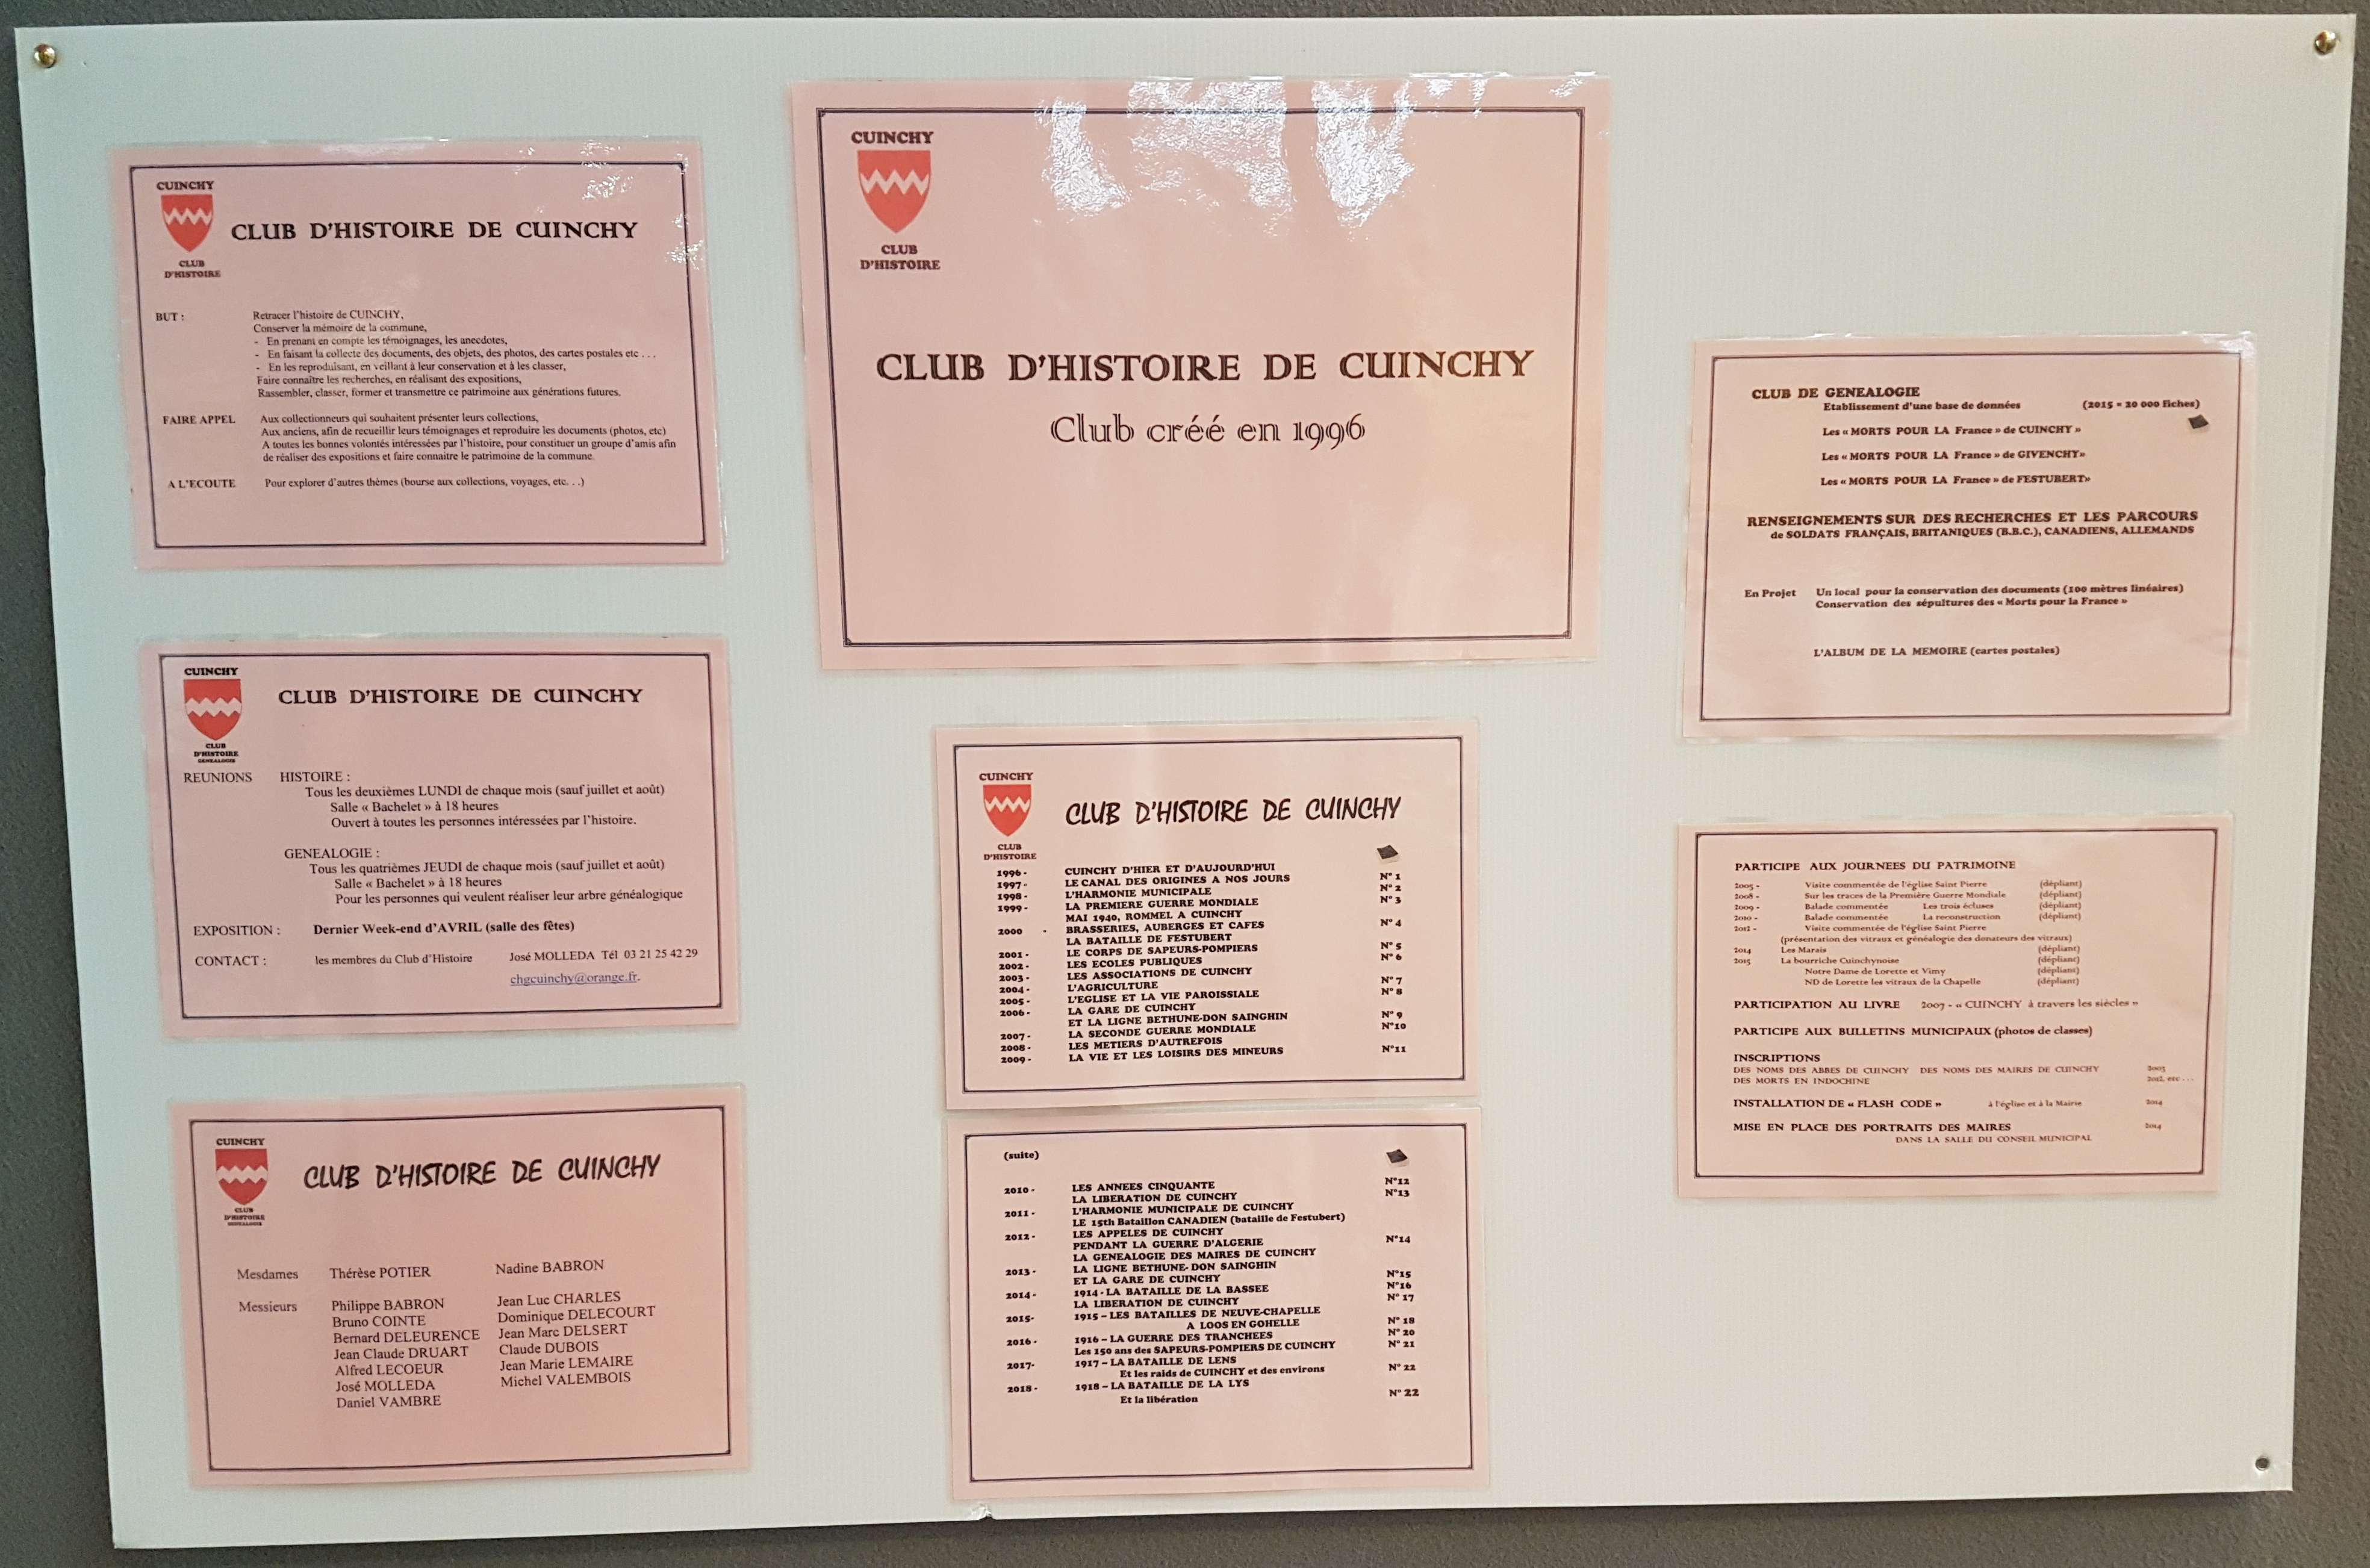 CUINCHY
CLUB D'HISTOIRE DE CUINCHY
CLUB
D'HISTOIRE
BUT : Retracer l'histoire de CUINCHY,
Conserver la mémoire de la commune,
- En prenant en compte les témoignages, les anecdotes,
- En faisant la collecte des documents, des objets, des photos, des cartes postales etc . . .
- En les reproduisant, en veillant à leur conservation et à les classer,
Faire connaître les recherches, en réalisant des expositions,
Rassembler, classer, former et transmettre ce patrimoine aux générations futures.
FAIRE APPEL Aux collectionneurs qui souhaitent présenter leurs collections,
Aux anciens, afin de recueillir leurs témoignages et reproduire les documents (photos, etc)
A toutes les bonnes volontés intéressées par l'histoire, pour constituer un groupe d'amis afin
de réaliser des expositions et faire connaitre le patrimoine de la commune.
A L'ECOUTE Pour explorer d'autres thèmes (bourse aux collections, voyages, etc. . .)
CUINCHY
CLUB D'HISTOIRE DE CUINCHY
CLUB
D'HISTOIRE
GENEALOGIE
REUNIONS HISTOIRE :
Tous les deuxièmes LUNDI de chaque mois (sauf juillet et août)
Salle « Bachelet » à 18 heures
Ouvert à toutes les personnes intéressées par l'histoire.
GENEALOGIE :
Tous les quatrièmes JEUDI de chaque mois (sauf juillet et août)
Salle « Bachelet » à 18 heures
Pour les personnes qui veulent réaliser leur arbre généalogique
EXPOSITION : Dernier Week-end d'AVRIL (salle des fêtes)
CONTACT : les membres du Club d'Histoire José MOLLEDA Tél 03 21 25 42 29
chgcuinchy@orange.fr.
CUINCHY
CLUB D'HISTOIRE DE CUINCHY
CLUB
D'HISTOIRE
GENEALOGIE
Mesdames Thérèse POTIER Nadine BABRON
Messieurs Philippe BABRON Jean Luc CHARLES
Bruno COINTE Dominique DELECOURT
Bernard DELEURENCE Jean Marc DELSERT
Jean Claude DRUART Claude DUBOIS
Alfred LECOEUR Jean Marie LEMAIRE
José MOLLEDA Michel VALEMBOIS
Daniel VAMBRE
CUINCHY
CLUB
D'HISTOIRE
CLUB D'HISTOIRE DE CUINCHY
Club créé en 1996
CUINCHY
CLUB D'HISTOIRE DE CUINCHY
CLUB
D'HISTOIRE
1996 - CUINCHY D'HIER ET D'AUJOURD'HUI
1997 - LE CANAL DES ORIGINES A NOS JOURS N° 1
1998 - L'HARMONIE MUNICIPALE N° 2
1999 - LA PREMIERE GUERRE MONDIALE N° 3
MAI 1940, ROMMEL A CUINCHY
2000 - BRASSERIES, AUBERGES ET CAFES N° 4
LA BATAILLE DE FESTUBERT
2001 - LE CORPS DE SAPEURS-POMPIERS N° 5
2002 - LES ECOLES PUBLIQUES N° 6
2003 - LES ASSOCIATIONS DE CUINCHY
2004 - L'AGRICULTURE N° 7
2005 - L'EGLISE ET LA VIE PAROISSIALE N° 8
2006 - LA GARE DE CUINCHY
ET LA LIGNE BETHUNE-DON SAINGHIN N° 9
2007 - LA SECONDE GUERRE MONDIALE N°10
2008 - LES METIERS D'AUTREFOIS
2009 - LA VIE ET LES LOISIRS DES MINEURS N°11
(suite)
2010 - LES ANNEES CINQUANTE N°12
LA LIBERATION DE CUINCHY N°13
2011 - L'HARMONIE MUNICIPALE DE CUINCHY
LE 15th Bataillon CANADIEN (bataille de Festubert)
2012 - LES APPELES DE CUINCHY
PENDANT LA GUERRE D'ALGERIE N°14
LA GENEALOGIE DES MAIRES DE CUINCHY
2013 - LA LIGNE BETHUNE- DON SAINGHIN
ET LA GARE DE CUINCHY N°15
2014 - 1914 - LA BATAILLE DE LA BASSEE N°16
LA LIBERATION DE CUINCHY N° 17
2015- 1915 – LES BATAILLES DE NEUVE-CHAPELLE
A LOOS EN GOHELLE N° 18
2016 - 1916 – LA GUERRE DES TRANCHEES N° 20
Les 150 ans des SAPEURS-POMPIERS DE CUINCHY N° 21
2017- 1917 – LA BATAILLE DE LENS
Et les raids de CUINCHY et des environs N° 22
2018 - 1918 – LA BATAILLE DE LA LYS
Et la libération N° 22
CLUB DE GENEALOGIE
Etablissement d'une base de données (2015 = 20 000 fiches)
Les « MORTS POUR LA France » de CUINCHY »
Les « MORTS POUR LA France » de GIVENCHY»
Les « MORTS POUR LA France » de FESTUBERT»
RENSEIGNEMENTS SUR DES RECHERCHES ET LES PARCOURS
de SOLDATS FRANÇAIS, BRITANIQUES (B.B.C.), CANADIENS, ALLEMANDS
En Projet Un local pour la conservation des documents (100 mètres linéaires)
Conservation des sépultures des « Morts pour la France »
L'ALBUM DE LA MEMOIRE (cartes postales)
PARTICIPE AUX JOURNEES DU PATRIMOINE
2005 - Visite commentée de l'église Saint Pierre (dépliant)
2008 - Sur les traces de la Première Guerre Mondiale (dépliant)
2009 - Balade commentée Les trois écluses (dépliant)
2010 - Balade commentée La reconstruction (dépliant)
2012 - Visite commentée de l'église Saint Pierre
(présentation des vitraux et généalogie des donateurs des vitraux)
2014 Les Marais (dépliant)
2015 La bourriche Cuinchynoise (dépliant)
Notre Dame de Lorette et Vimy (dépliant)
ND de Lorette les vitraux de la Chapelle (dépliant)
PARTICIPATION AU LIVRE 2007 - « CUINCHY à travers les siècles »
PARTICIPE AUX BULLETINS MUNICIPAUX (photos de classes)
INSCRIPTIONS
DES NOMS DES ABBES DE CUINCHY DES NOMS DES MAIRES DE CUINCHY 2003
DES MORTS EN INDOCHINE 2012, etc . . .
INSTALLATION DE « FLASH CODE » à l'église et à la Mairie 2014
MISE EN PLACE DES PORTRAITS DES MAIRES 2014
DANS LA SALLE DU CONSEIL MUNICIPAL